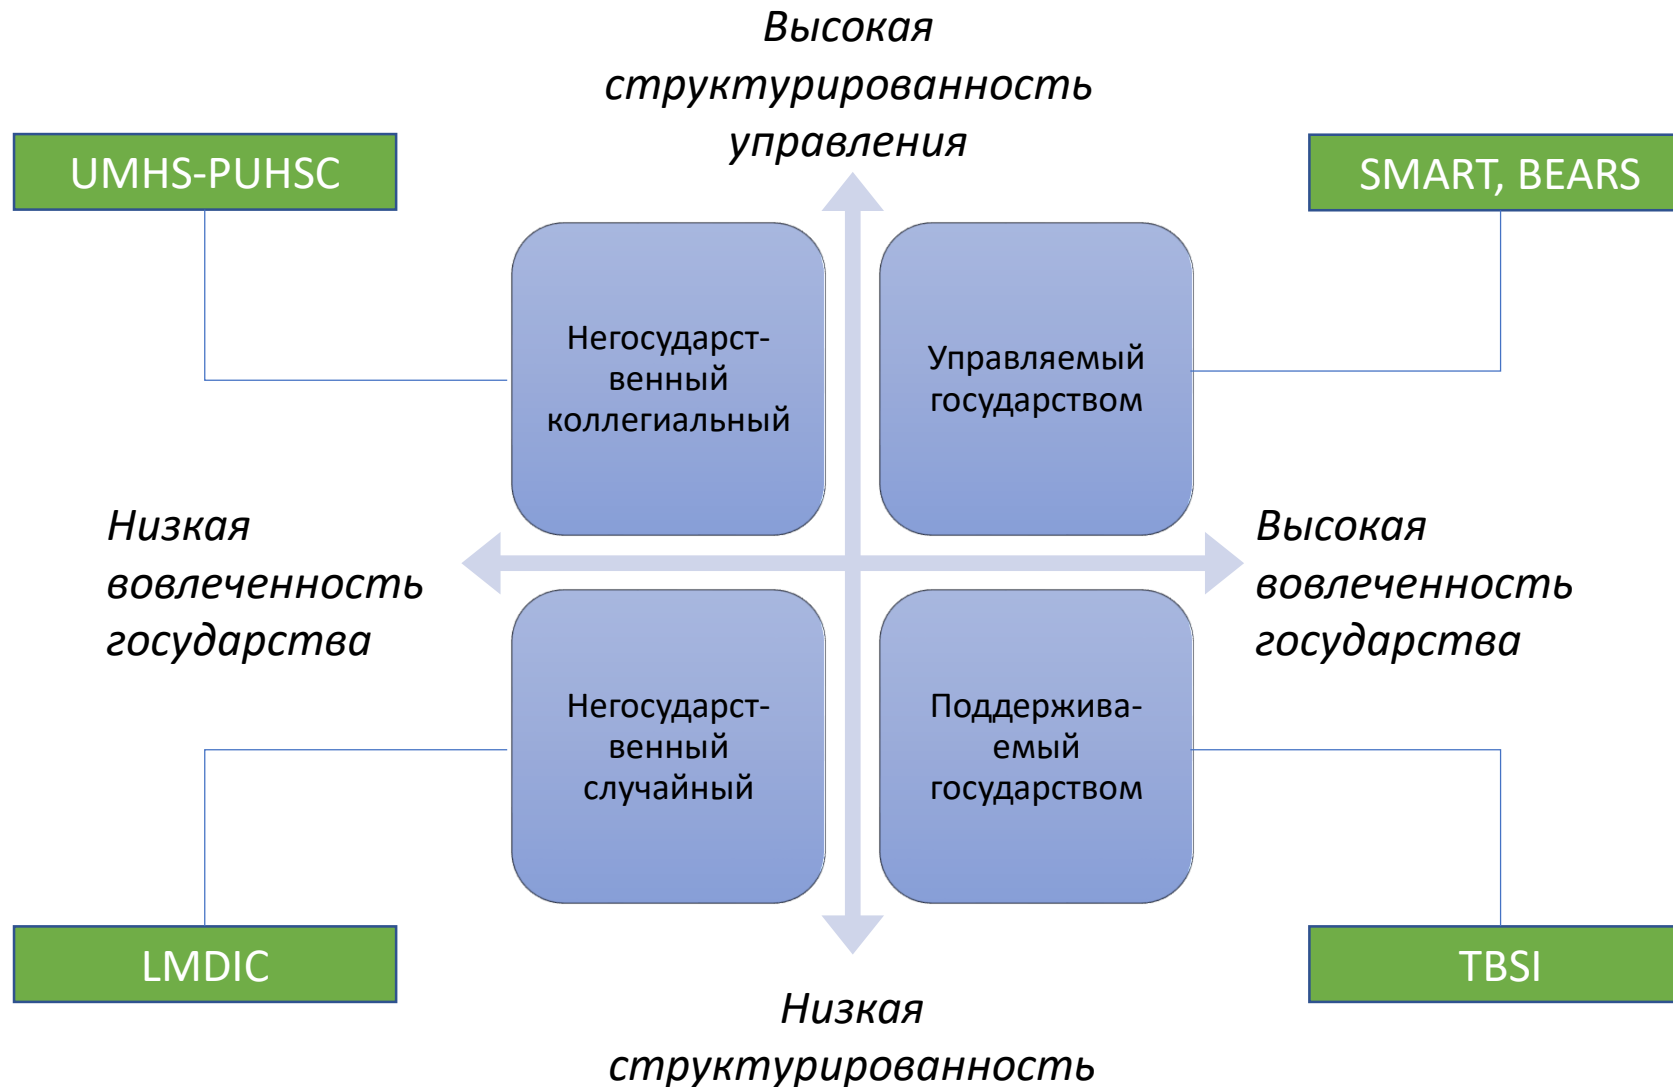 Высокая
структурированность
управления
UMHS-PUHSC
SMART, BEARS
Негосударст-
венный
коллегиальный
Управляемый
государством
Низкая
вовлеченность
государства
Высокая
вовлеченность
государства
Негосударст-
венный
случайный
Поддержива-
емый
государством
LMDIC
TBSI
Низкая
структурированность